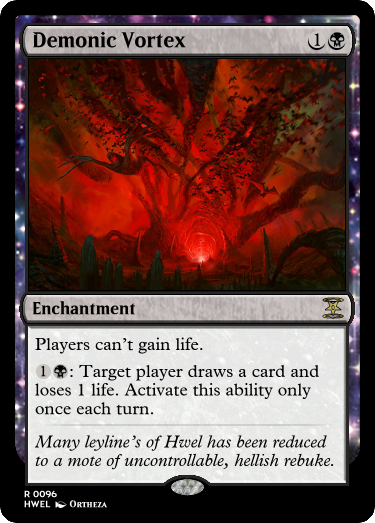 Demonic Vortex 1
Enchantment
Players can't gain life.
1 : Target player draws a card and
loses 1 life. Activate this ability only
once each turn.
Many leyline's of Hwel has been reduced
to a mote of uncontrollable, hellish rebuke.
R 0096
HWEL Ortheza